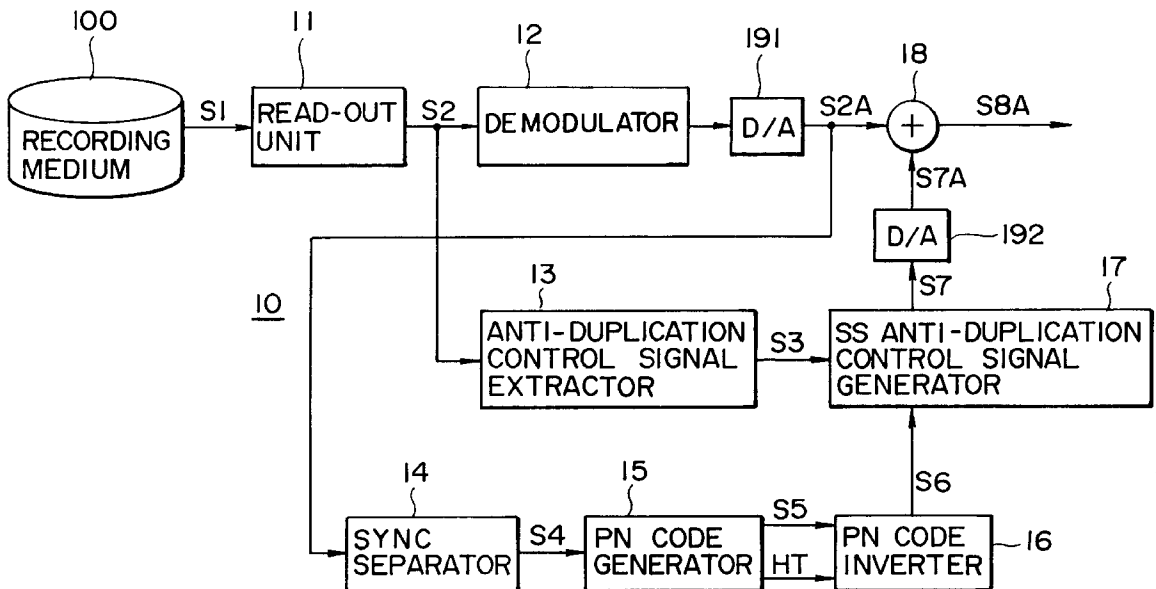 100
11
12
191
18
RECORDING
MEDIUM
S1
READ-OUT
UNIT
S2
DEMODULATOR
D/A
S2A
+
S8A
S7A
D/A
192
S7
10
13
ANTI-DUPLICATION
CONTROL SIGNAL
EXTRACTOR
S3
17
SS ANTI-DUPLICATION
CONTROL SIGNAL
GENERATOR
S6
14
SYNC
SEPARATOR
S4
15
PN CODE
GENERATOR
S5
HT
PN CODE
INVERTER
16